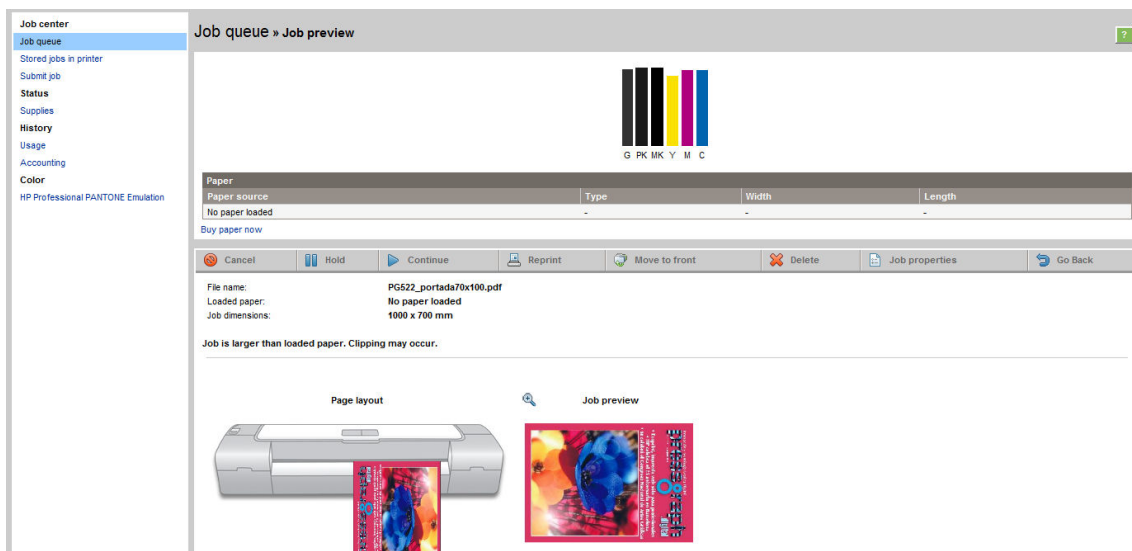 Job center
Job queue
Stored jobs in printer
Submit job
Status
Supplies
History
Usage
Accounting
Color
HP Professional PANTONE Emulation
Job queue » Job preview
?
G PK MK Y M C
Paper
Paper source Type Width Length
No paper loaded - - -
Buy paper now
Cancel Hold Continue Reprint Move to front Delete Job properties Go Back
File name: PG522_portada70x100.pdf
Loaded paper: No paper loaded
Job dimensions: 1000 x 700 mm
Job is larger than loaded paper. Clipping may occur.
Page layout Job preview
digital